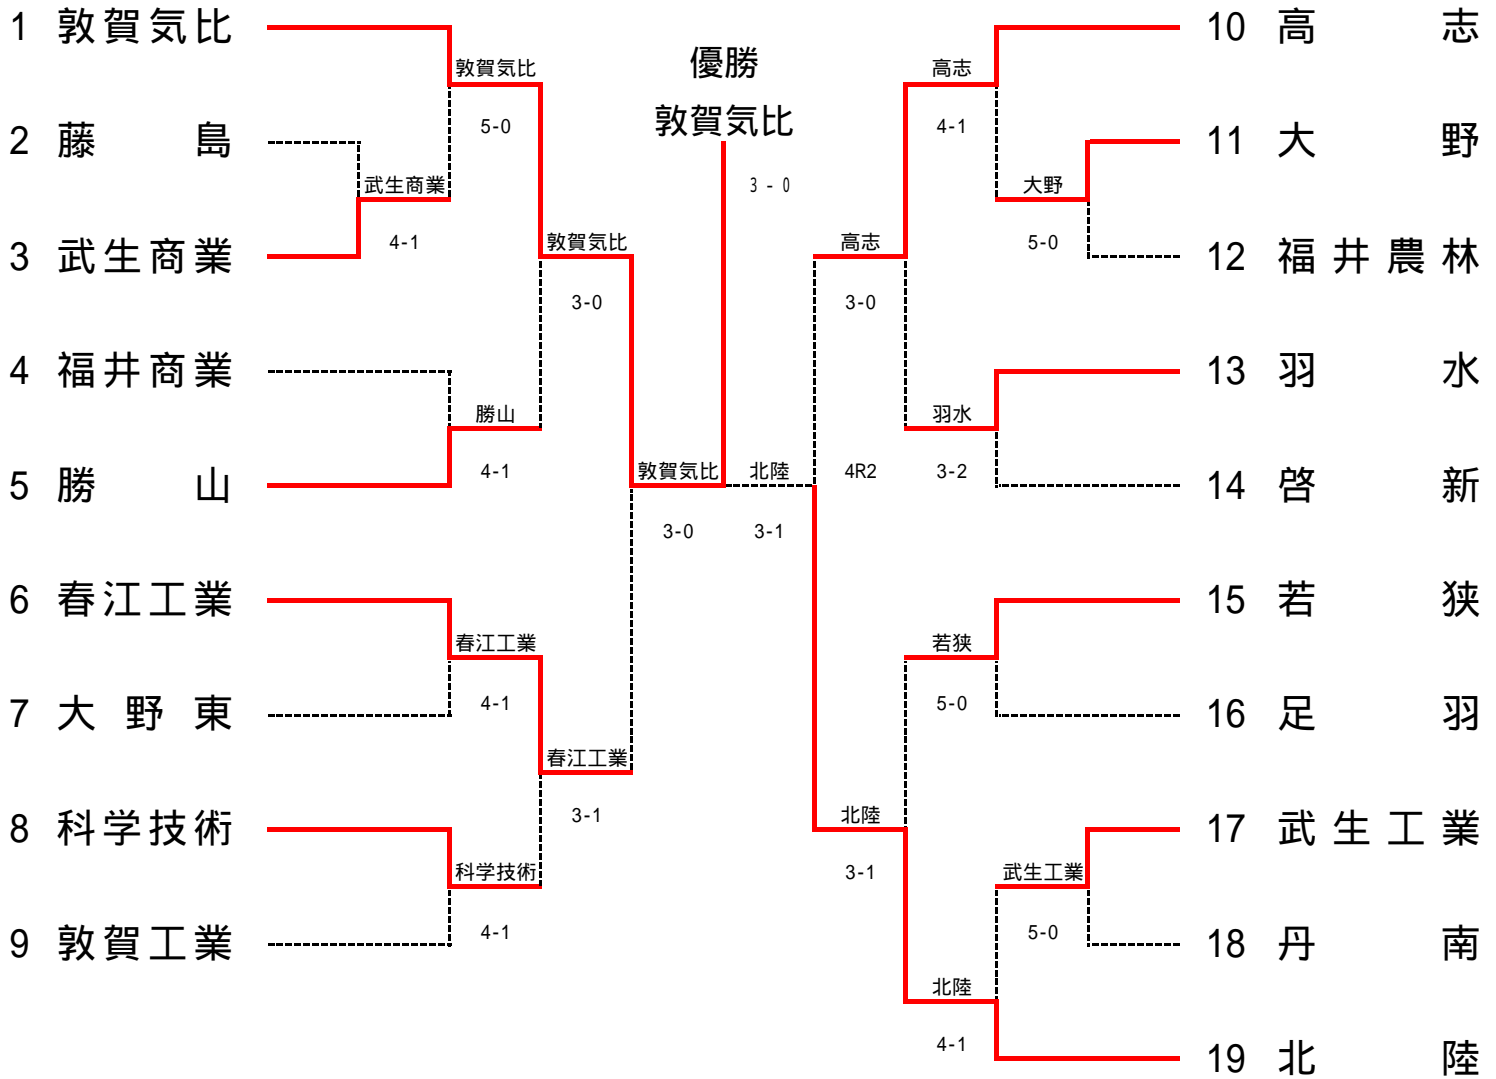 1 敦賀気比
2 藤島
3 武生商業
4 福井商業
5 勝山
6 春江工業
7 大野東
8 科学技術
9 敦賀工業
敦賀気比
5-0
武生商業
4-1
敦賀気比
3-0
勝山
4-1
春江工業
4-1
春江工業
3-1
科学技術
4-1
敦賀気比
3-0
優勝
敦賀気比
3 - 0
北陸
3-1
4R2
高志
3-0
高志
4-1
大野
5-0
羽水
3-2
若狭
5-0
北陸
3-1
武生工業
5-0
北陸
4-1
10 高志
11 大野
12 福井農林
13 羽水
14 啓新
15 若狭
16 足羽
17 武生工業
18 丹南
19 北陸